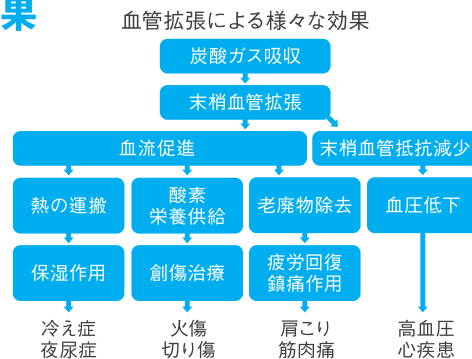 果
血管拡張による様々な効果
炭酸ガス吸収
末梢血管拡張
血流促進
末梢血管抵抗減少
熱の運搬
酸素
栄養供給
老廃物除去
血圧低下
保湿作用
創傷治療
疲労回復
鎮痛作用
冷え症
夜尿症
火傷
切り傷
肩こり
筋肉痛
高血圧
心疾患